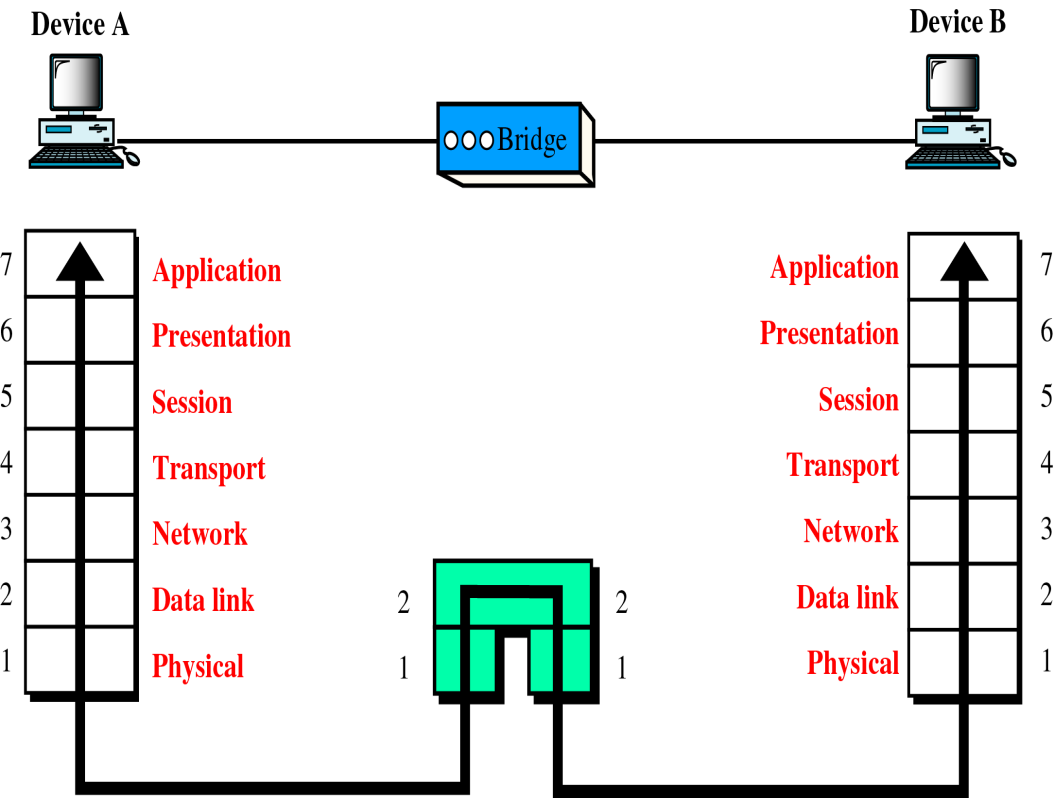 Device A
Device B
Bridge
7 Application
Application 7
6 Presentation
Presentation 6
5 Session
Session 5
4 Transport
Transport 4
3 Network
Network 3
2 Data link
2 2
Data link 2
1 Physical
1 1
Physical 1